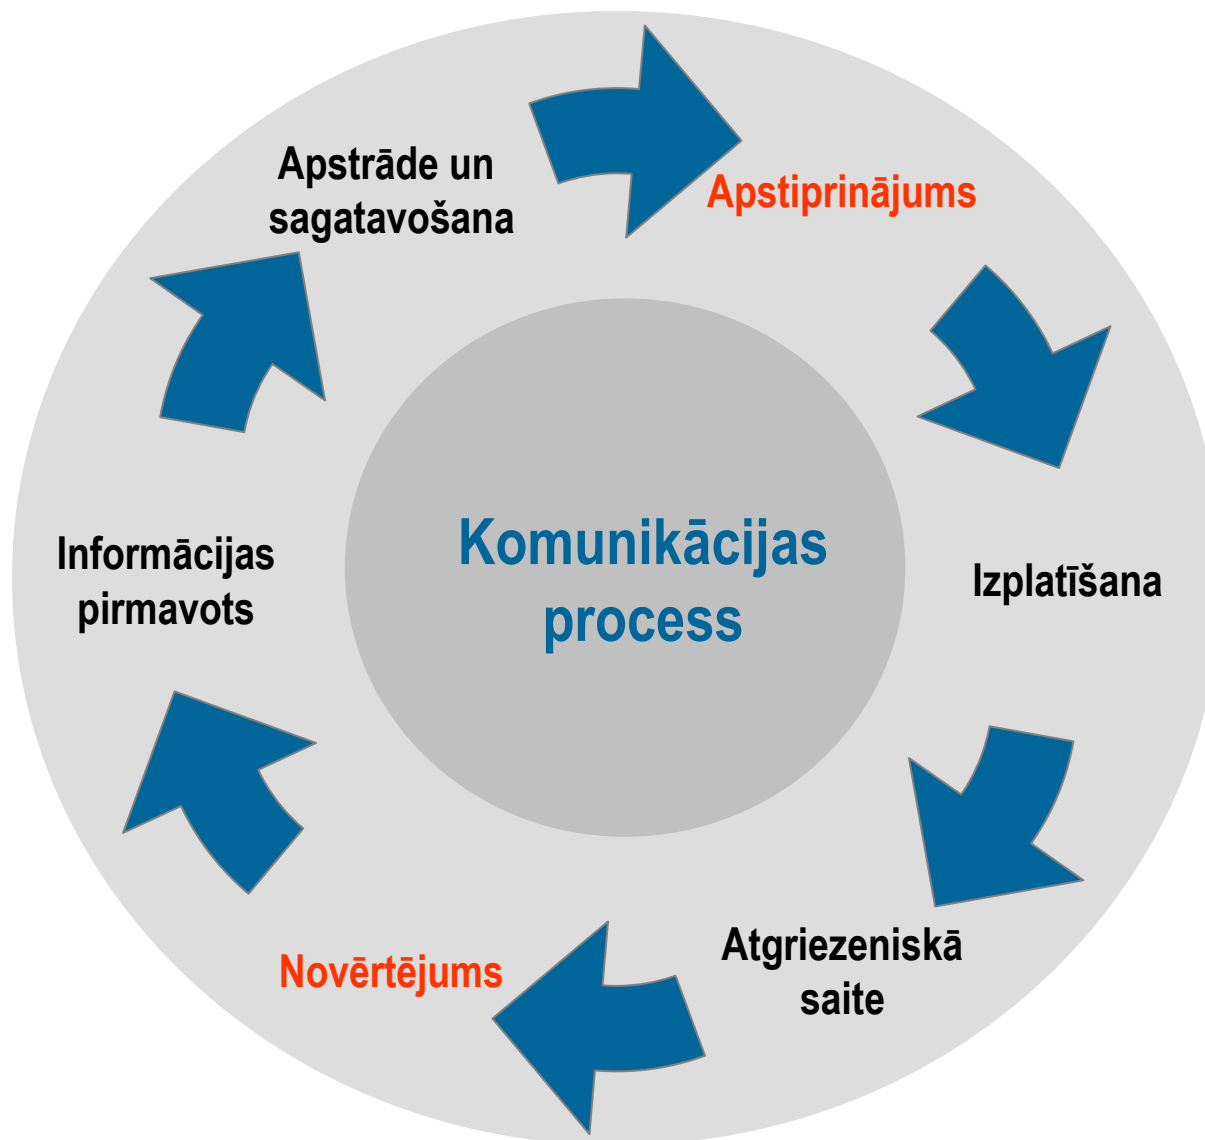 Apstrāde un
sagatavošana
Apstiprinājums
Informācijas
pirmavots
Komunikācijas
process
Izplatīšana
Atgriezeniskā
saite
Novērtējums